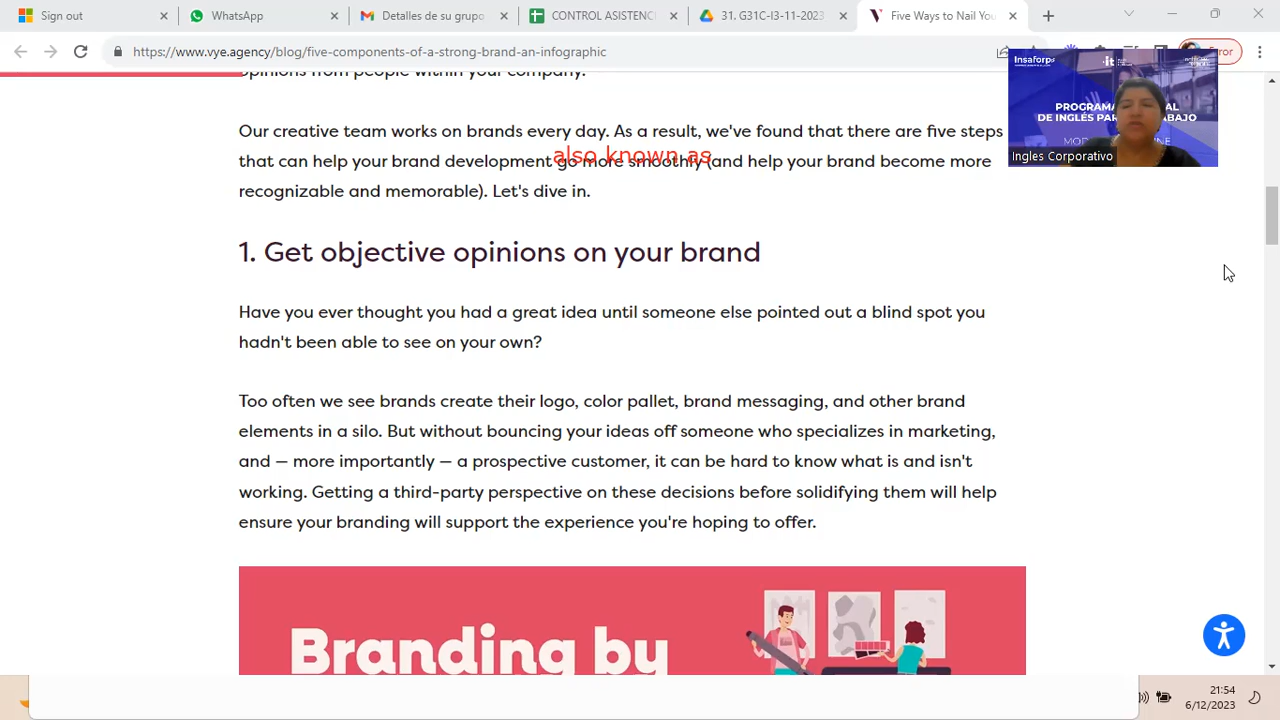 Sign out
WhatsApp
Detalles de su grupo
CONTROL ASISTENC
31. G31C-I3-11-2023
Five Ways to Nail You
https://www.vye.agency/blog/five-components-of-a-strong-brand-an-infographic
Error
opinions from people within your company.
Our creative team works on brands every day. As a result, we've found that there are five steps
that can help your brand development go more smoothly (and help your brand become more
also known as
recognizable and memorable). Let's dive in.
Insaforp
PROGRAMA
AL
DE INGLÉS PARA
ABAJO
Ingles Corporativo
1. Get objective opinions on your brand
Have you ever thought you had a great idea until someone else pointed out a blind spot you
hadn't been able to see on your own?
Too often we see brands create their logo, color pallet, brand messaging, and other brand
elements in a silo. But without bouncing your ideas off someone who specializes in marketing,
and — more importantly — a prospective customer, it can be hard to know what is and isn't
working. Getting a third-party perspective on these decisions before solidifying them will help
ensure your branding will support the experience you're hoping to offer.
Branding by
21:54
6/12/2023